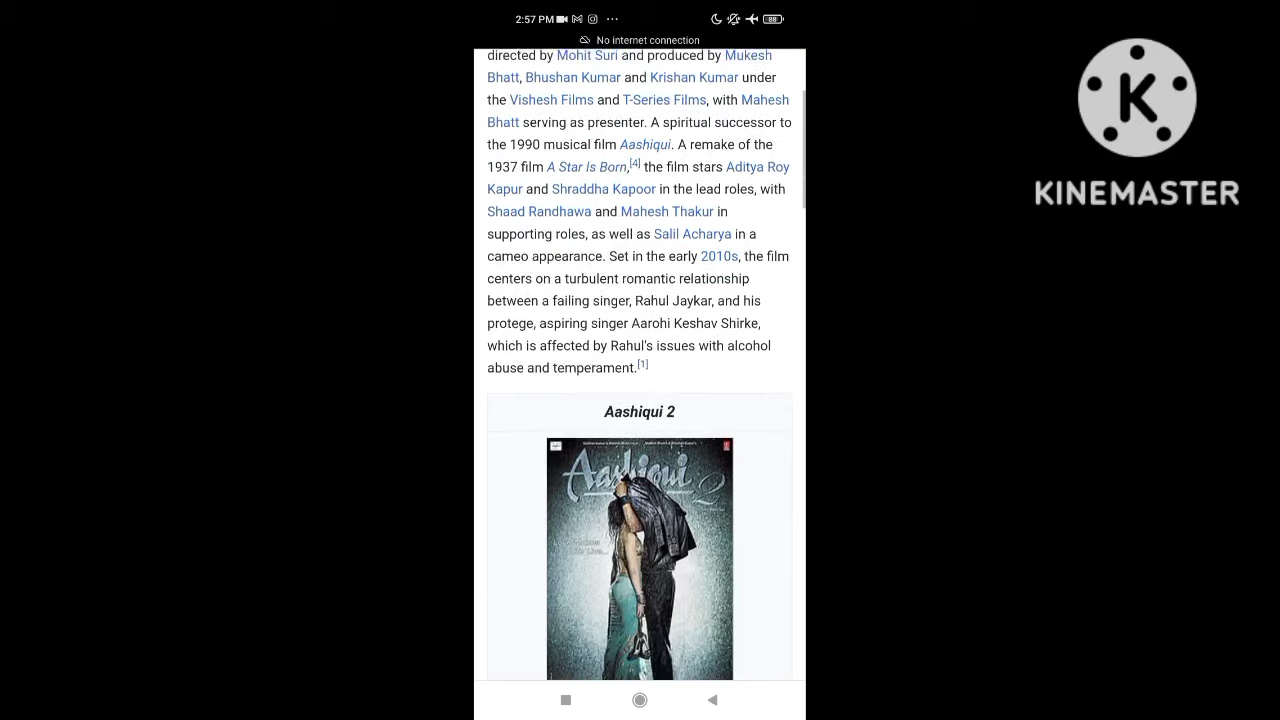 2:57 PM
88
No internet connection
directed by Mohit Suri and produced by Mukesh
Bhatt, Bhushan Kumar and Krishan Kumar under
the Vishesh Films and T-Series Films, with Mahesh
Bhatt serving as presenter. A spiritual successor to
the 1990 musical film Aashiqui. A remake of the
1937 film A Star Is Born,[4] the film stars Aditya Roy
Kapur and Shraddha Kapoor in the lead roles, with
Shaad Randhawa and Mahesh Thakur in
supporting roles, as well as Salil Acharya in a
cameo appearance. Set in the early 2010s, the film
centers on a turbulent romantic relationship
between a failing singer, Rahul Jaykar, and his
protege, aspiring singer Aarohi Keshav Shirke,
which is affected by Rahul's issues with alcohol
abuse and temperament.[1]
Aashiqui 2
Aashiqui 2
K
KINEMASTER